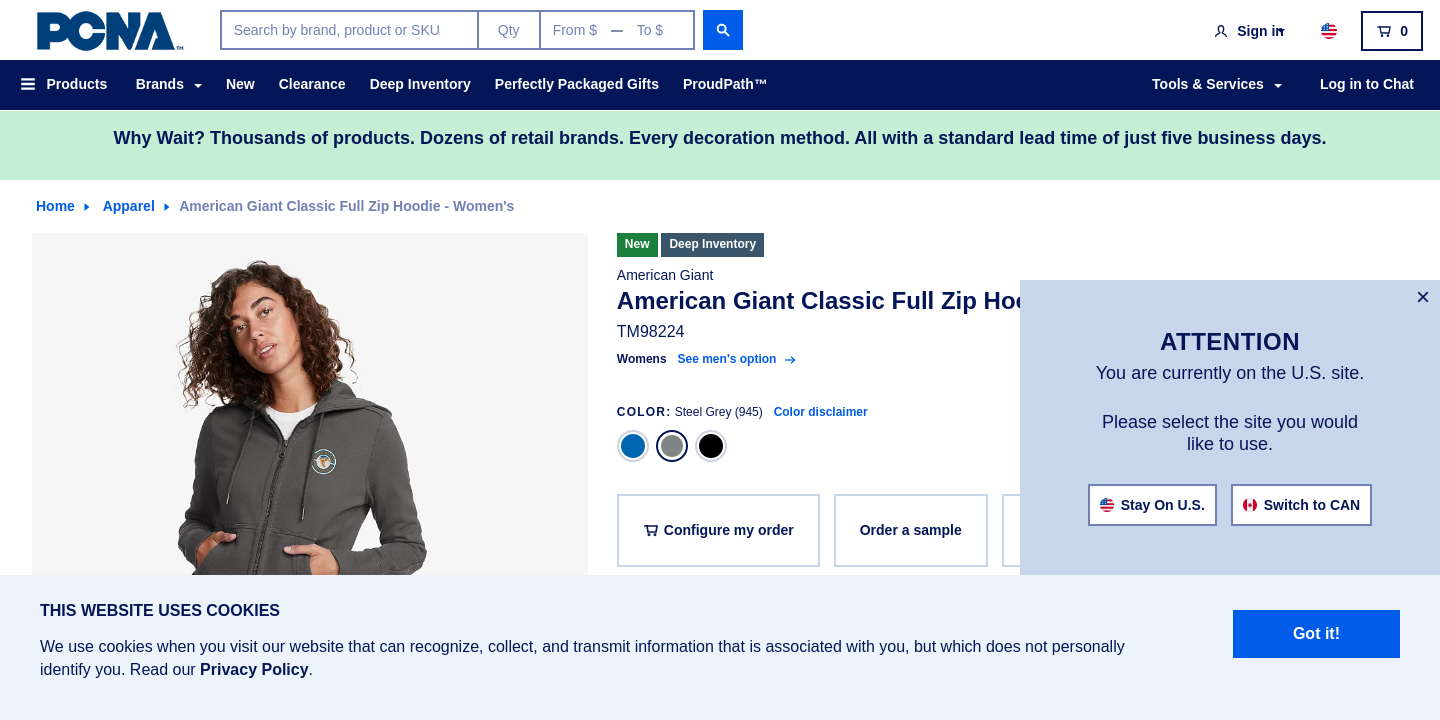 PCNA™
Search by brand, product or SKU
Qty
From $ — To $
Sign in
0
Products
Brands
New
Clearance
Deep Inventory
Perfectly Packaged Gifts
ProudPath™
Tools & Services
Log in to Chat
Why Wait? Thousands of products. Dozens of retail brands. Every decoration method. All with a standard lead time of just five business days.
Home
Apparel
American Giant Classic Full Zip Hoodie - Women's
New
Deep Inventory
American Giant
American Giant Classic Full Zip Hoo
TM98224
Womens
See men's option
COLOR: Steel Grey (945)
Color disclaimer
Configure my order
Order a sample
×
ATTENTION
You are currently on the U.S. site.
Please select the site you would
like to use.
Stay On U.S.
Switch to CAN
THIS WEBSITE USES COOKIES
We use cookies when you visit our website that can recognize, collect, and transmit information that is associated with you, but which does not personally
identify you. Read our Privacy Policy.
Got it!